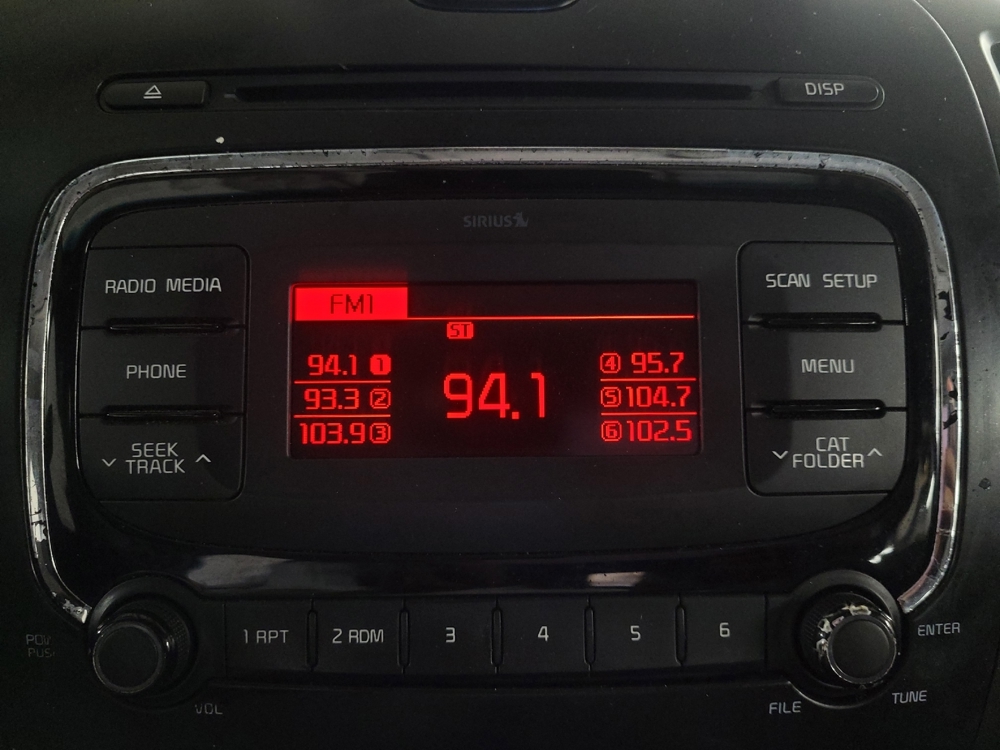 DISP
SIRIUS
RADIO MEDIA
SCAN SETUP
FM1
ST
PHONE
MENU
94.1 1
93.3 2
103.9 3
94.1
4 95.7
5 104.7
6 102.5
SEEK
TRACK
CAT
FOLDER
1 RPT
2 RDM
3
4
5
6
ENTER
VOL
FILE
TUNE